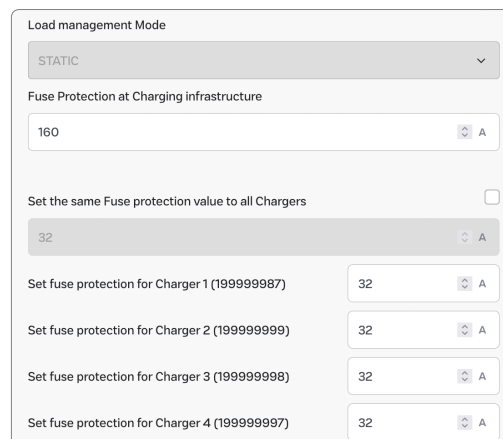 Load management Mode
STATIC
Fuse Protection at Charging infrastructure
160 A
Set the same Fuse protection value to all Chargers
32 A
Set fuse protection for Charger 1 (199999987) 32 A
Set fuse protection for Charger 2 (199999999) 32 A
Set fuse protection for Charger 3 (199999998) 32 A
Set fuse protection for Charger 4 (199999997) 32 A